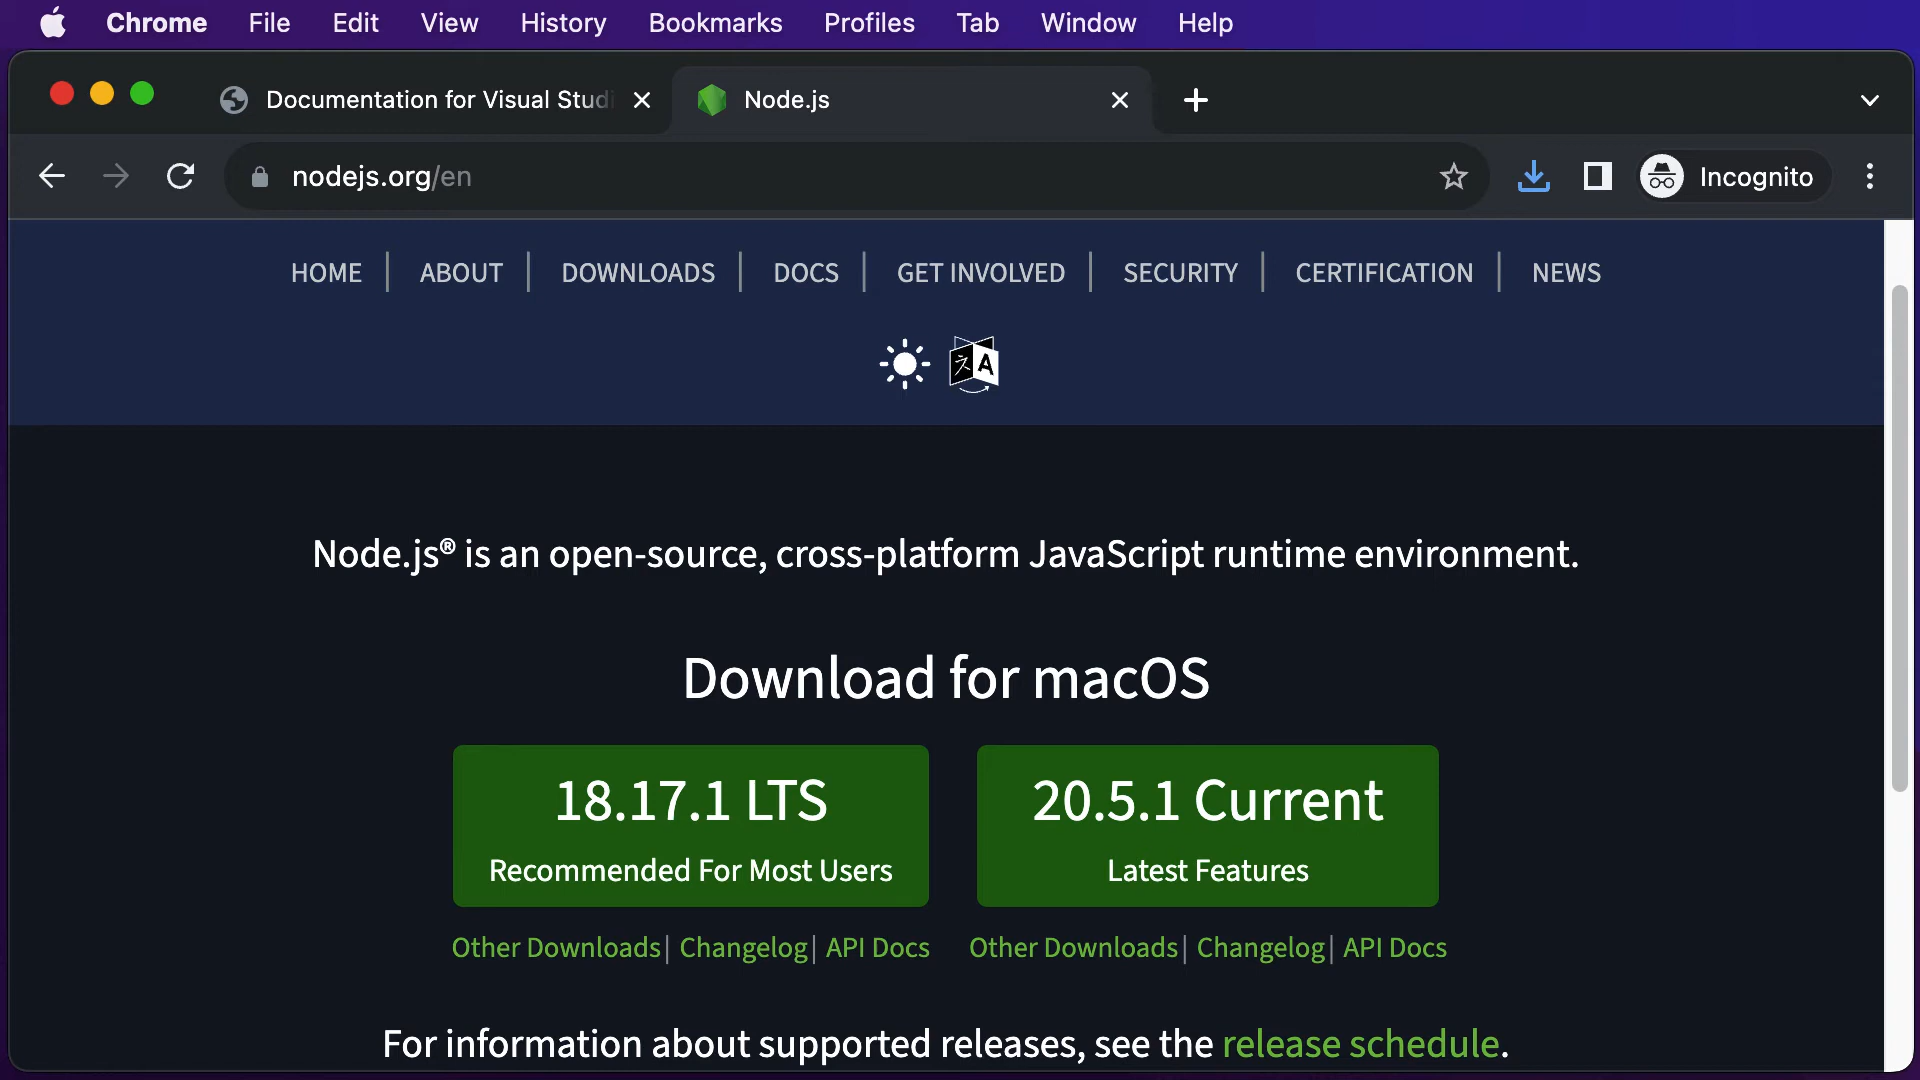 Chrome File Edit View History Bookmarks Profiles Tab Window Help
Documentation for Visual Studi Node.js
nodejs.org/en Incognito
HOME | ABOUT | DOWNLOADS | DOCS | GET INVOLVED | SECURITY | CERTIFICATION | NEWS
Node.js® is an open-source, cross-platform JavaScript runtime environment.
Download for macOS
18.17.1 LTS 20.5.1 Current
Recommended For Most Users Latest Features
Other Downloads| Changelog| API Docs Other Downloads| Changelog| API Docs
For information about supported releases, see the release schedule.